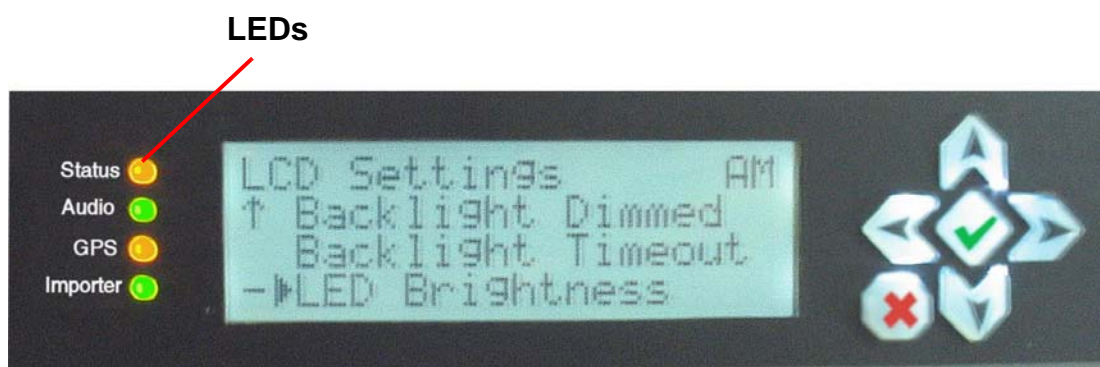 LEDs
Status
Audio
GPS
Importer
LCD Settings AM
↑ Backlight Dimmed
Backlight Timeout
-▶LED Brightness